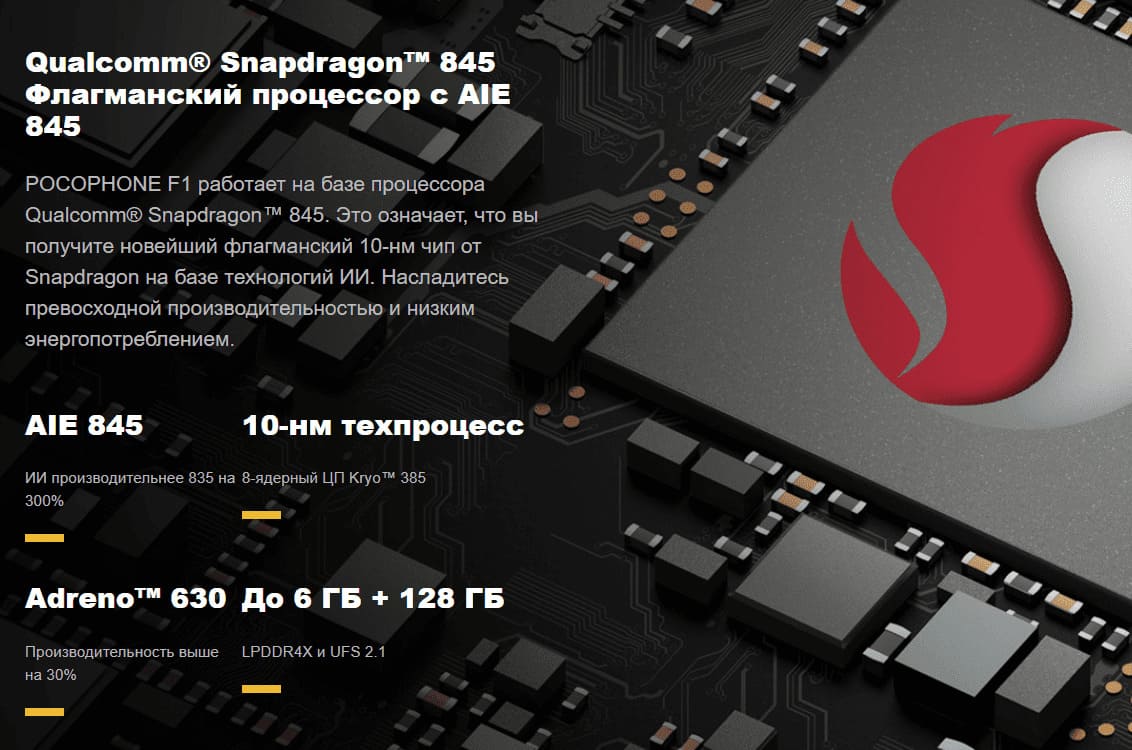 Qualcomm® Snapdragon™ 845
Флагманский процессор с AIE
845
POCOPHONE F1 работает на базе процессора
Qualcomm® Snapdragon™ 845. Это означает, что вы
получите новейший флагманский 10-нм чип от
Snapdragon на базе технологий ИИ. Насладитесь
превосходной производительностью и низким
энергопотреблением.
AIE 845
ИИ производительнее 835 на
300%
10-нм техпроцесс
8-ядерный ЦП Kryo™ 385
Adreno™ 630
Производительность выше
на 30%
До 6 ГБ + 128 ГБ
LPDDR4X и UFS 2.1